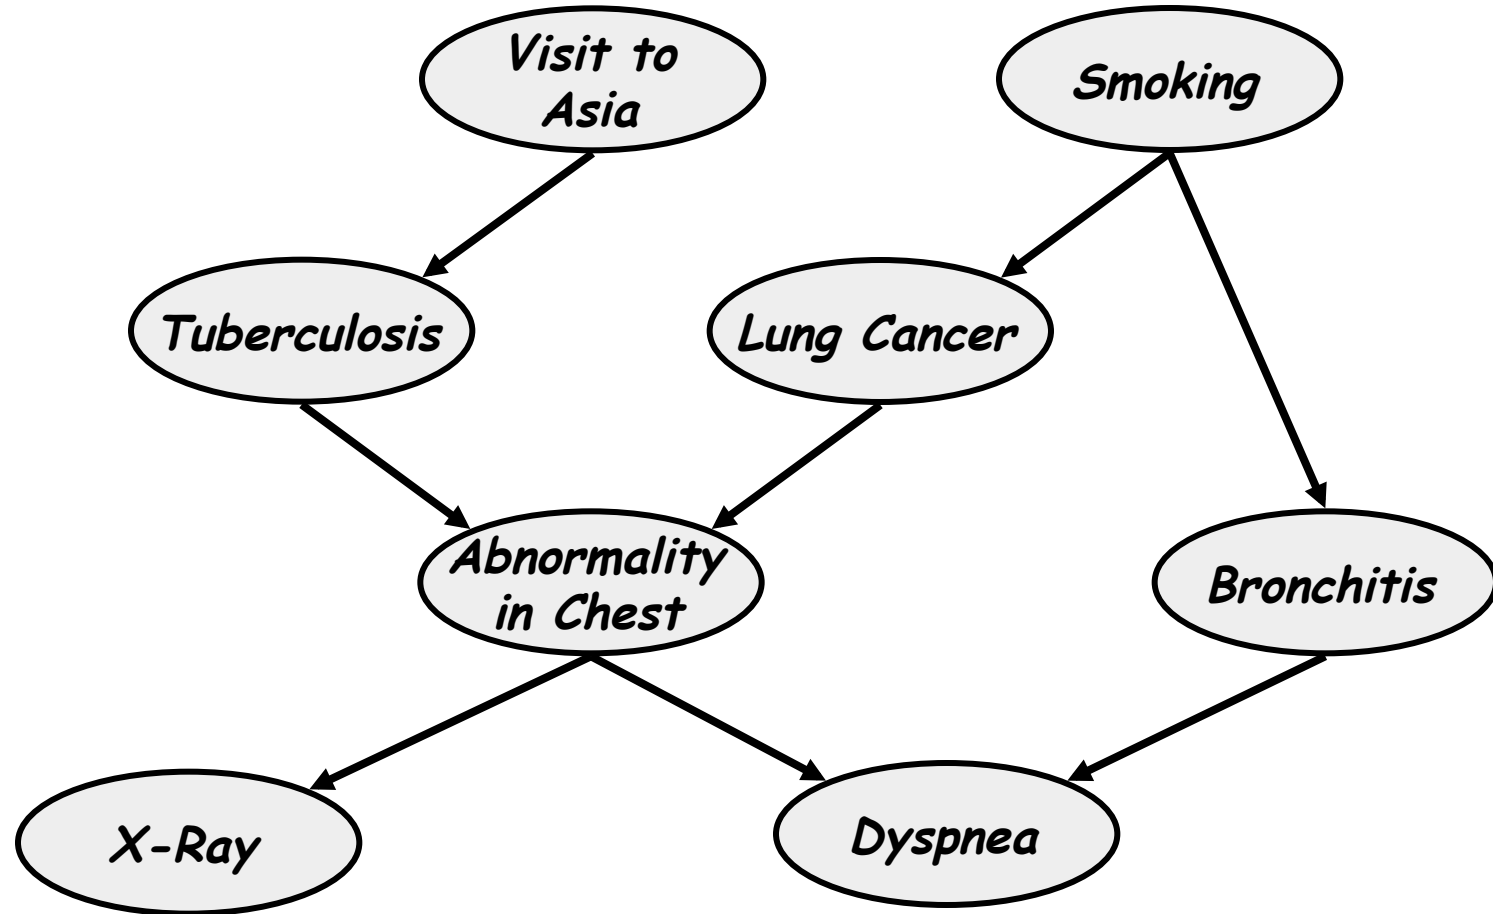 Visit to
Asia
Smoking
Tuberculosis
Lung Cancer
Abnormality
in Chest
Bronchitis
X-Ray
Dyspnea